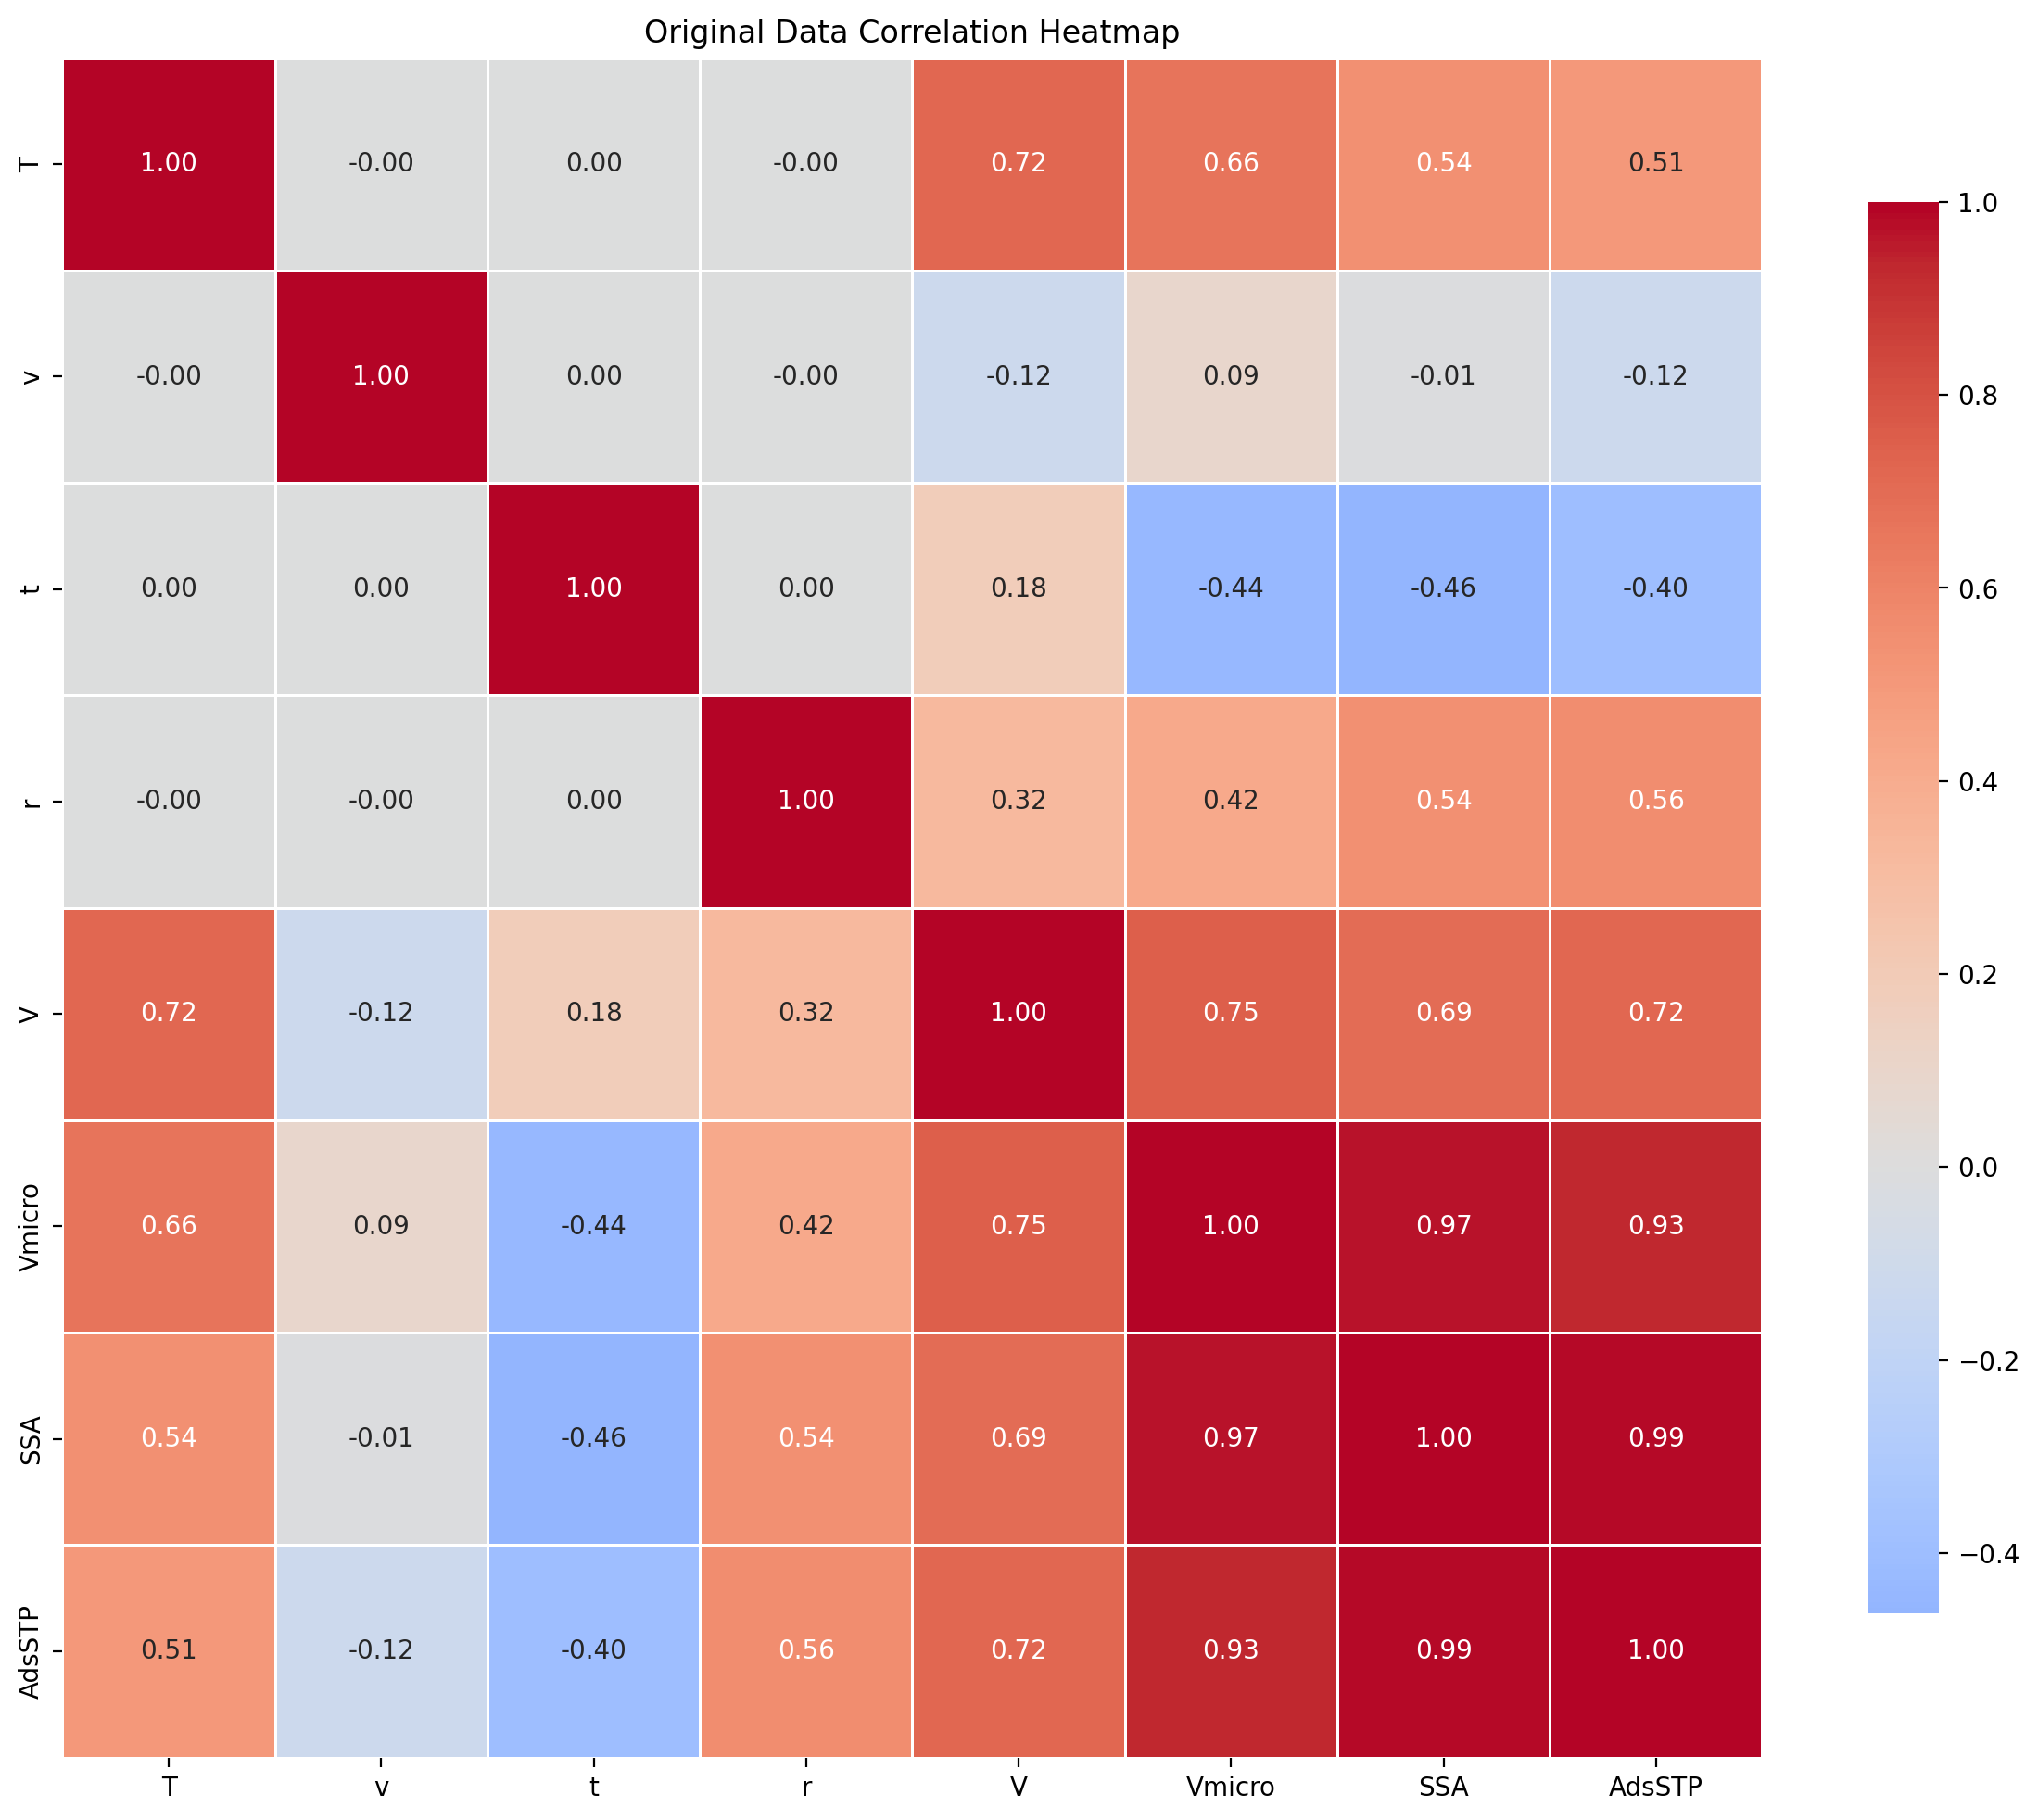 Original Data Correlation Heatmap
T 1.00 -0.00 0.00 -0.00 0.72 0.66 0.54 0.51
v -0.00 1.00 0.00 -0.00 -0.12 0.09 -0.01 -0.12
t 0.00 0.00 1.00 0.00 0.18 -0.44 -0.46 -0.40
r -0.00 -0.00 0.00 1.00 0.32 0.42 0.54 0.56
V 0.72 -0.12 0.18 0.32 1.00 0.75 0.69 0.72
Vmicro 0.66 0.09 -0.44 0.42 0.75 1.00 0.97 0.93
SSA 0.54 -0.01 -0.46 0.54 0.69 0.97 1.00 0.99
AdsSTP 0.51 -0.12 -0.40 0.56 0.72 0.93 0.99 1.00
T v t r V Vmicro SSA AdsSTP
1.0
0.8
0.6
0.4
0.2
0.0
−0.2
−0.4